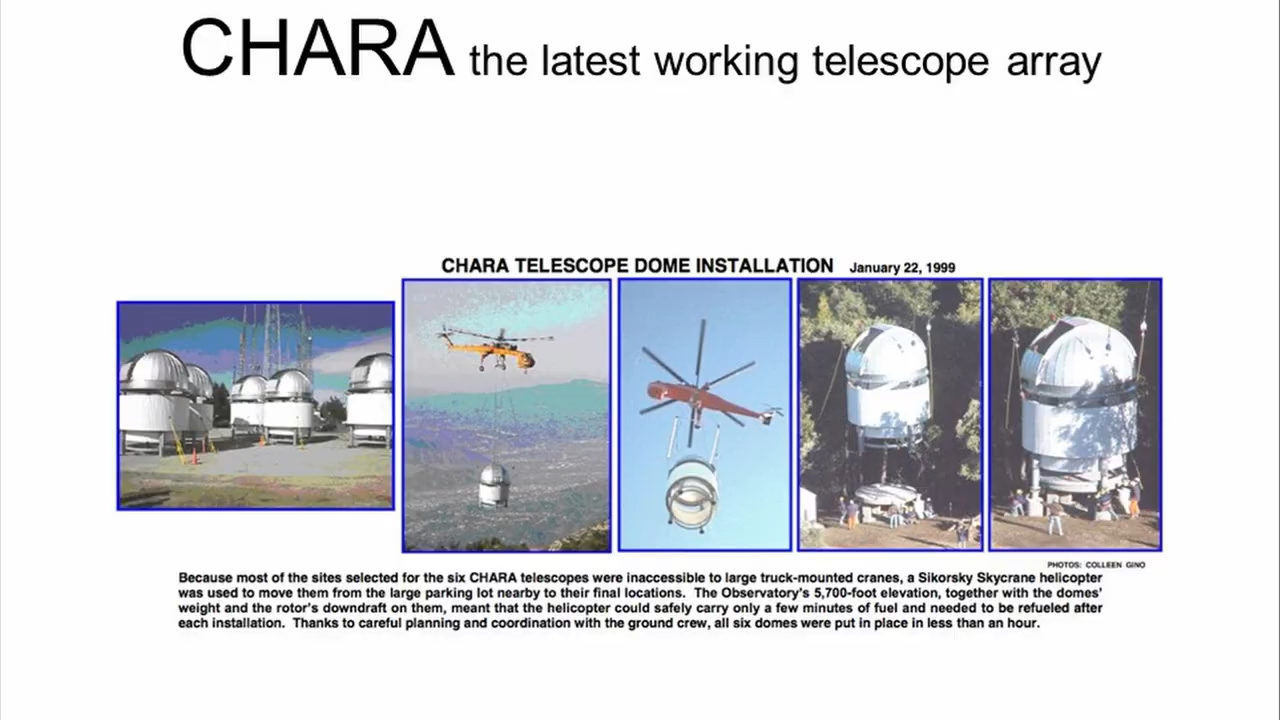 CHARA the latest working telescope array
CHARA TELESCOPE DOME INSTALLATION January 22, 1999
PHOTOS: COLLEEN GINO
Because most of the sites selected for the six CHARA telescopes were inaccessible to large truck-mounted cranes, a Sikorsky Skycrane helicopter
was used to move them from the large parking lot nearby to their final locations. The Observatory's 5,700-foot elevation, together with the domes'
weight and the rotor's downdraft on them, meant that the helicopter could safely carry only a few minutes of fuel and needed to be refueled after
each installation. Thanks to careful planning and coordination with the ground crew, all six domes were put in place in less than an hour.